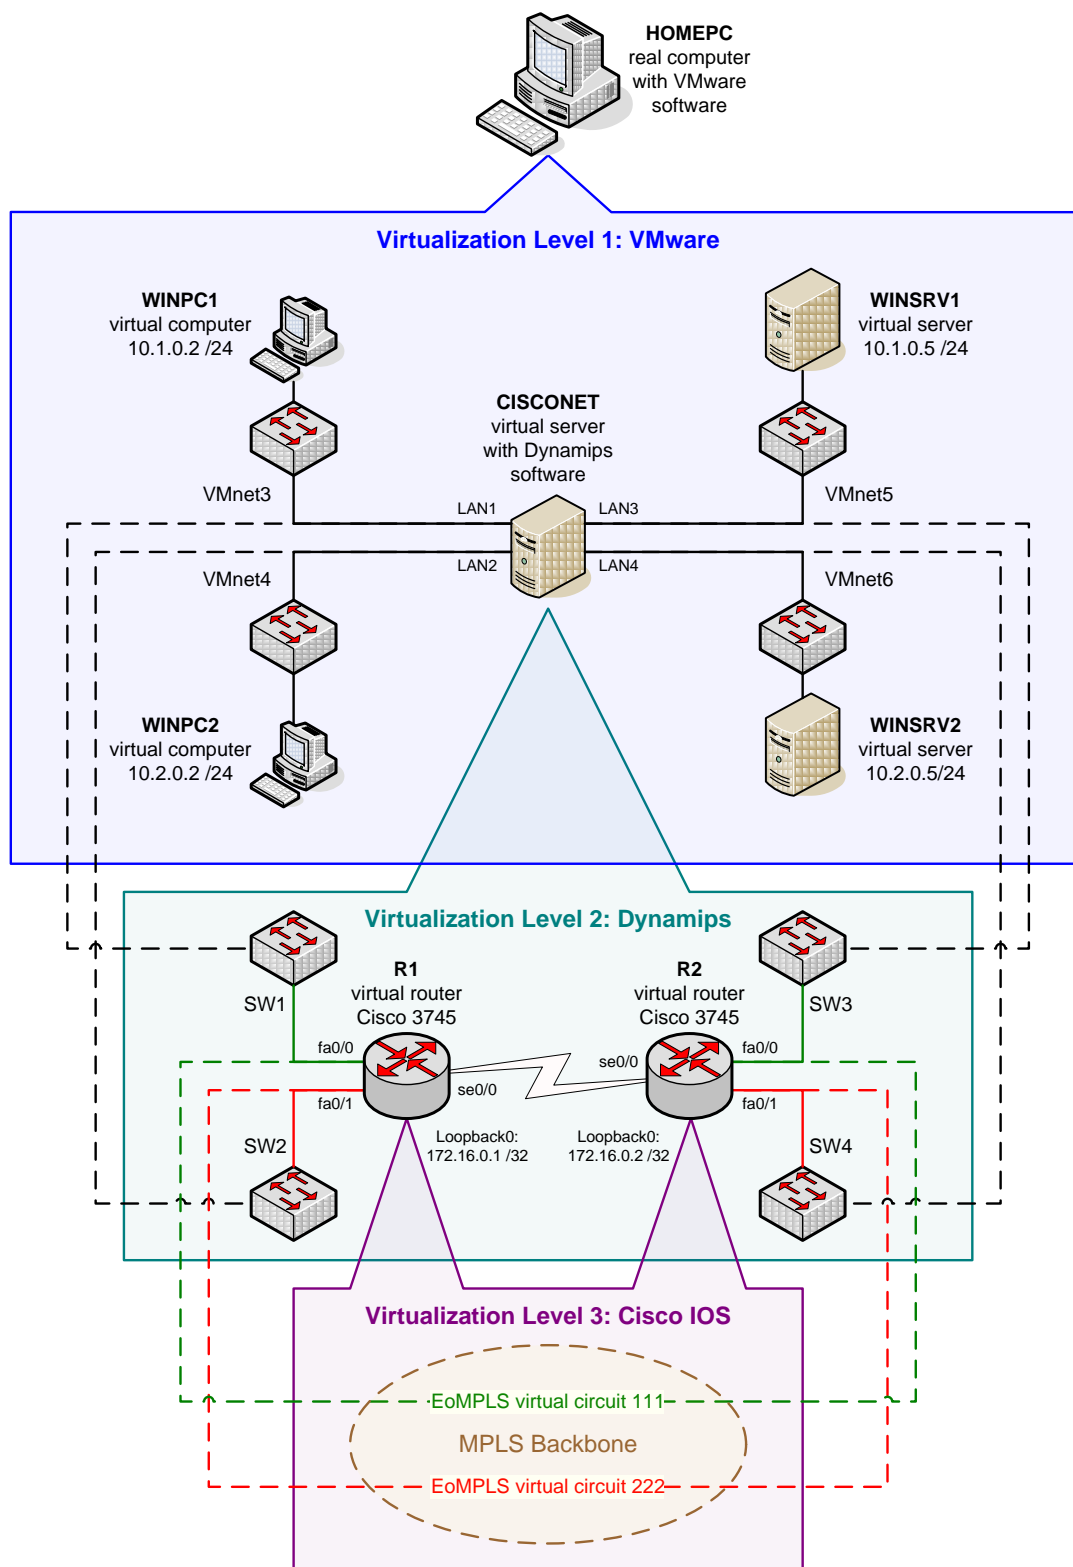 HOMEPC
real computer
with VMware
software
Virtualization Level 1: VMware
WINPC1
virtual computer
10.1.0.2 /24
WINSRV1
virtual server
10.1.0.5 /24
CISCONET
virtual server
with Dynamips
software
VMnet3
VMnet5
LAN1
LAN3
LAN2
LAN4
VMnet4
VMnet6
WINPC2
virtual computer
10.2.0.2 /24
WINSRV2
virtual server
10.2.0.5/24
Virtualization Level 2: Dynamips
SW1
R1
virtual router
Cisco 3745
R2
virtual router
Cisco 3745
SW3
fa0/0
se0/0
se0/0
fa0/0
fa0/1
fa0/1
SW2
Loopback0:
172.16.0.1 /32
Loopback0:
172.16.0.2 /32
SW4
Virtualization Level 3: Cisco IOS
EoMPLS virtual circuit 111
MPLS Backbone
EoMPLS virtual circuit 222